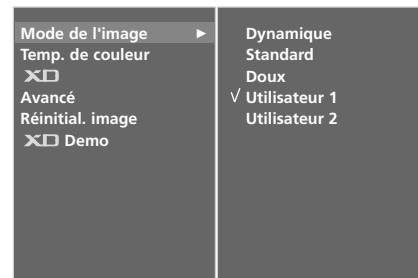 Mode de l'image ►
Temp. de couleur
XD
Avancé
Réinitial. image
XD Demo
Dynamique
Standard
Doux
√ Utilisateur 1
Utilisateur 2